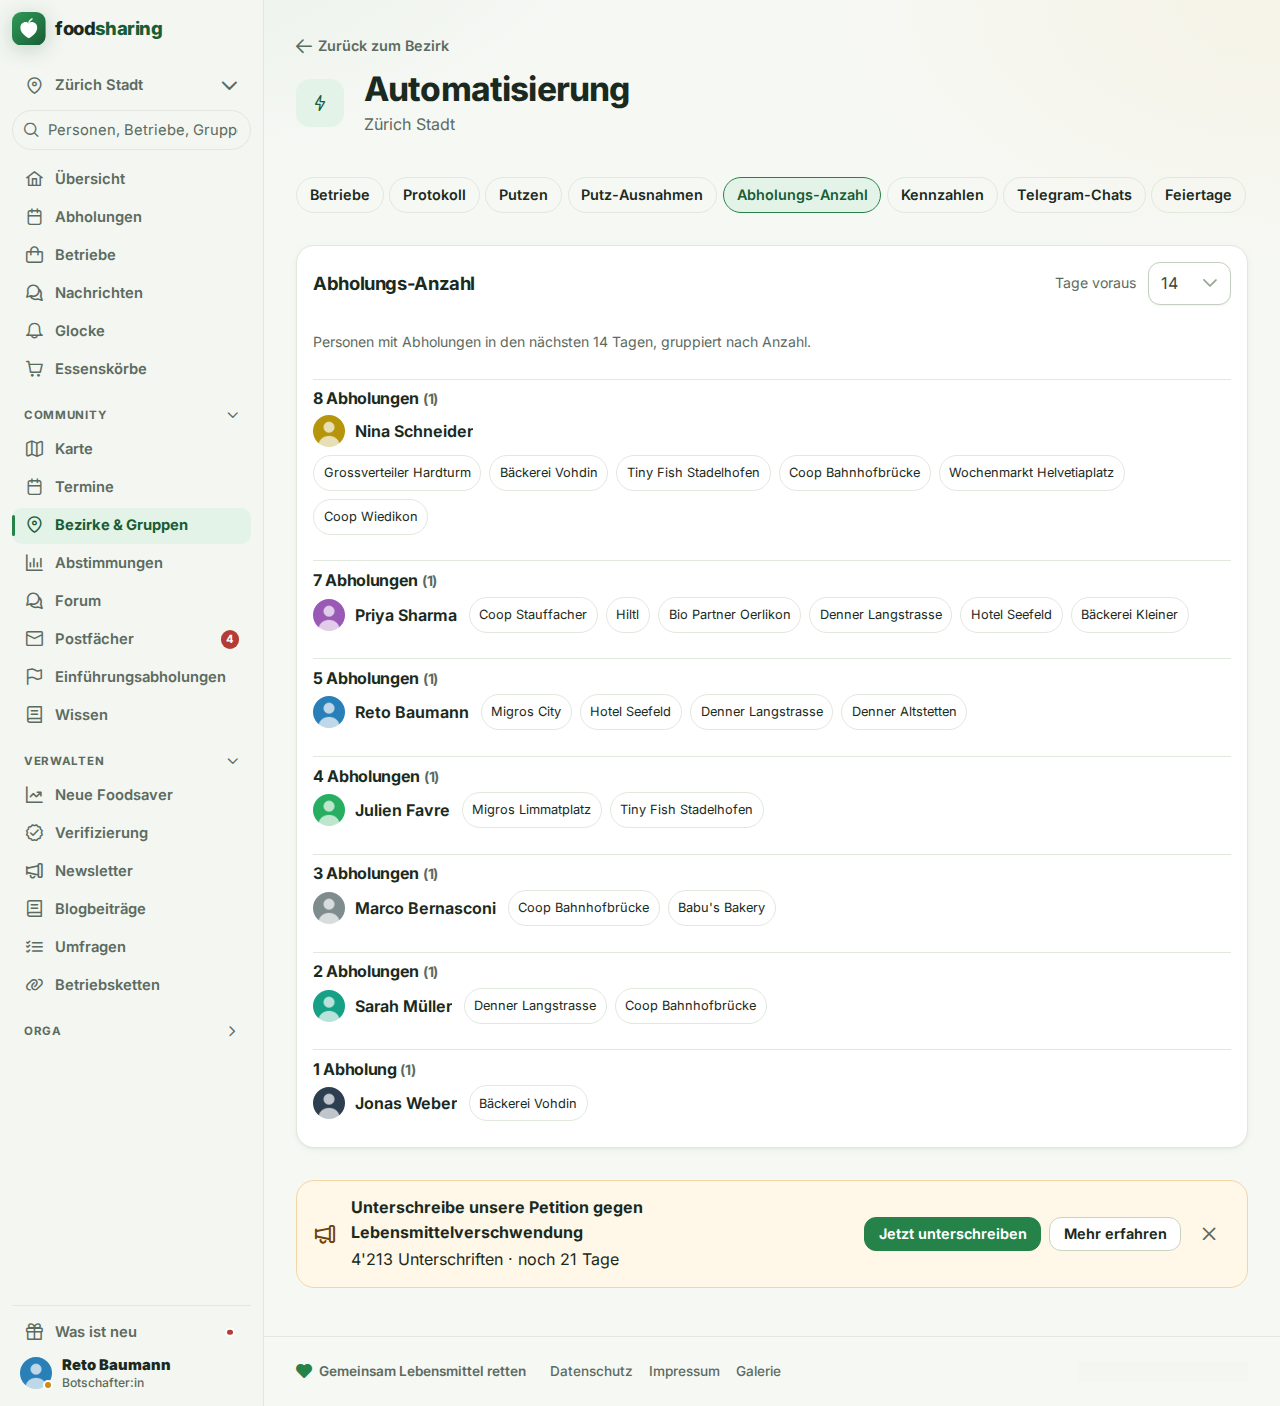 foodsharing
Zürich Stadt
Personen, Betriebe, Grupp
Übersicht
Abholungen
Betriebe
Nachrichten
Glocke
Essenskörbe
COMMUNITY
Karte
Termine
Bezirke & Gruppen
Abstimmungen
Forum
Postfächer 4
Einführungsabholungen
Wissen
VERWALTEN
Neue Foodsaver
Verifizierung
Newsletter
Blogbeiträge
Umfragen
Betriebsketten
ORGA
Was ist neu
Reto Baumann
Botschafter:in
Zurück zum Bezirk
Automatisierung
Zürich Stadt
Betriebe Protokoll Putzen Putz-Ausnahmen Abholungs-Anzahl Kennzahlen Telegram-Chats Feiertage
Abholungs-Anzahl Tage voraus 14
Personen mit Abholungen in den nächsten 14 Tagen, gruppiert nach Anzahl.
8 Abholungen (1)
Nina Schneider
Grossverteiler Hardturm Bäckerei Vohdin Tiny Fish Stadelhofen Coop Bahnhofbrücke Wochenmarkt Helvetiaplatz
Coop Wiedikon
7 Abholungen (1)
Priya Sharma Coop Stauffacher Hiltl Bio Partner Oerlikon Denner Langstrasse Hotel Seefeld Bäckerei Kleiner
5 Abholungen (1)
Reto Baumann Migros City Hotel Seefeld Denner Langstrasse Denner Altstetten
4 Abholungen (1)
Julien Favre Migros Limmatplatz Tiny Fish Stadelhofen
3 Abholungen (1)
Marco Bernasconi Coop Bahnhofbrücke Babu's Bakery
2 Abholungen (1)
Sarah Müller Denner Langstrasse Coop Bahnhofbrücke
1 Abholung (1)
Jonas Weber Bäckerei Vohdin
Unterschreibe unsere Petition gegen
Lebensmittelverschwendung
4'213 Unterschriften · noch 21 Tage
Jetzt unterschreiben Mehr erfahren
Gemeinsam Lebensmittel retten Datenschutz Impressum Galerie